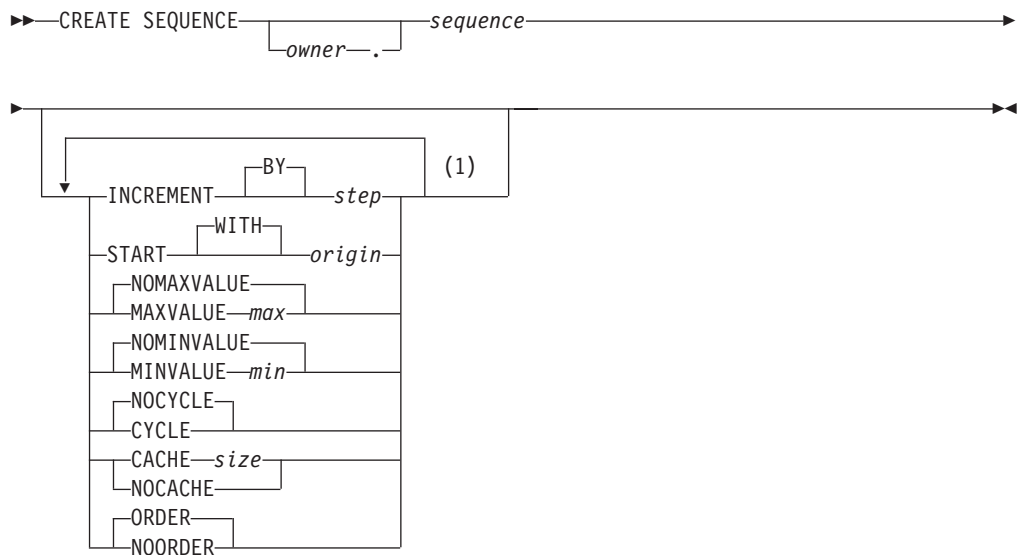 CREATE SEQUENCE sequence
owner .
(1)
BY
INCREMENT step
WITH
START origin
NOMAXVALUE
MAXVALUE max
NOMINVALUE
MINVALUE min
NOCYCLE
CYCLE
CACHE size
NOCACHE
ORDER
NOORDER